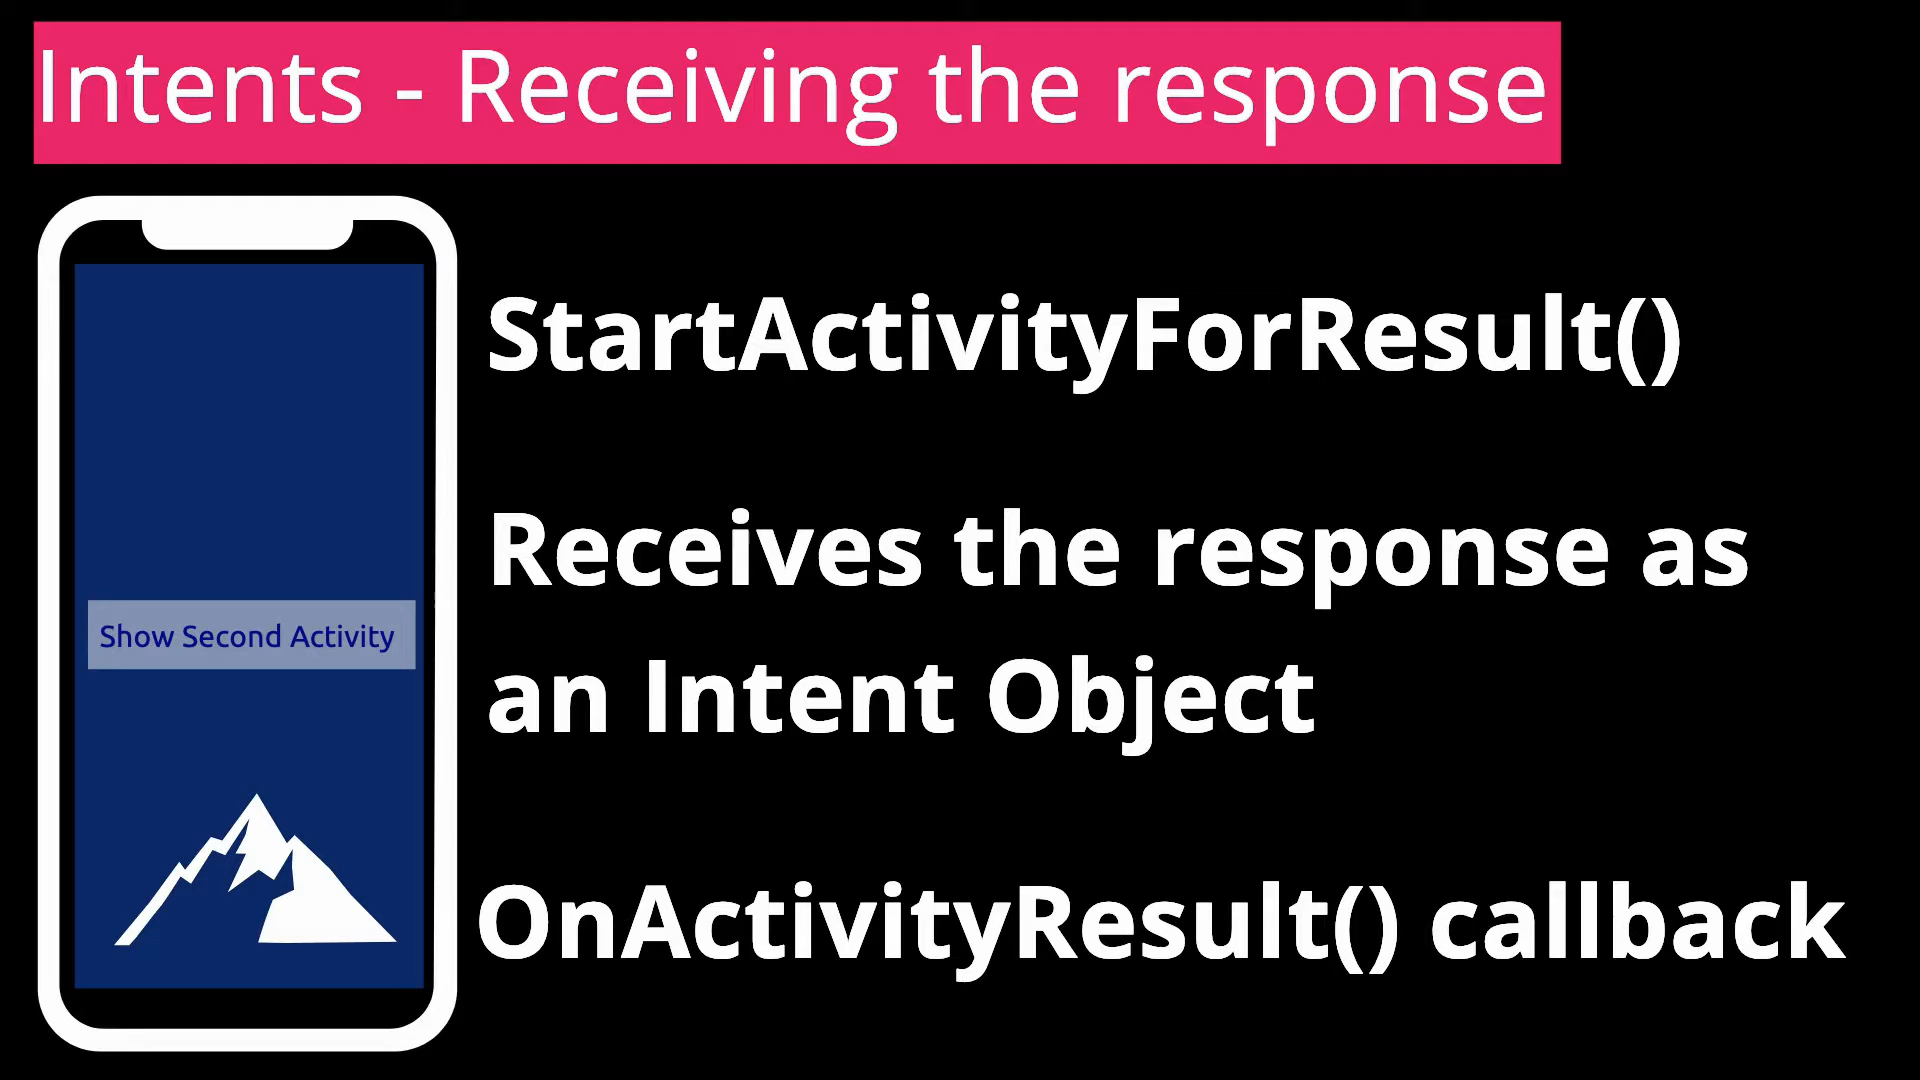 Intents - Receiving the response
StartActivityForResult()
Receives the response as
an Intent Object
Show Second Activity
OnActivityResult() callback